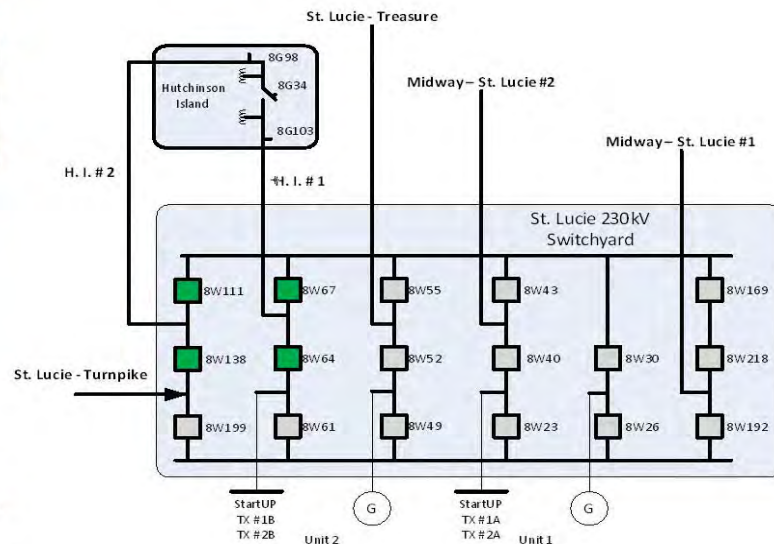 St. Lucie - Treasure
8G98
Hutchinson
Island
8G34
8G103
Midway – St. Lucie #2
Midway – St. Lucie #1
H. I. # 2
H. I. # 1
St. Lucie 230kV
Switchyard
8W111
8W67
8W55
8W43
8W169
8W138
8W64
8W52
8W40
8W30
8W218
St. Lucie - Turnpike
8W199
8W61
8W49
8W23
8W26
8W192
StartUP
TX #1B
TX #2B
G
Unit 2
StartUP
TX #1A
TX #2A
G
Unit 1